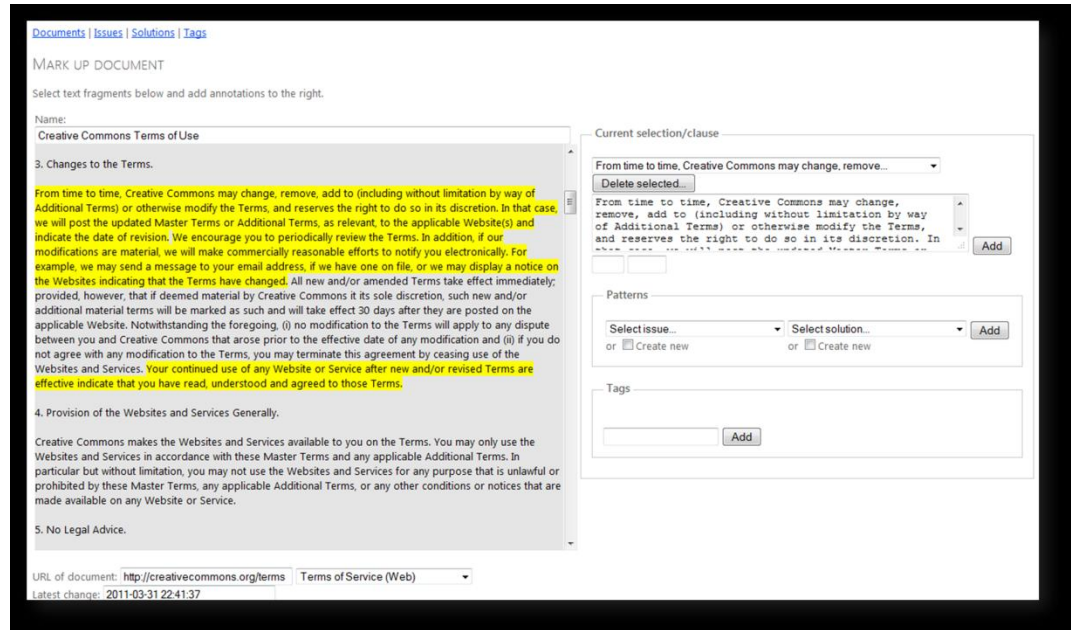 Documents | Issues | Solutions | Tags
MARK UP DOCUMENT
Select text fragments below and add annotations to the right.
Name:
Creative Commons Terms of Use
3. Changes to the Terms.
From time to time, Creative Commons may change, remove, add to (including without limitation by way of
Additional Terms) or otherwise modify the Terms, and reserves the right to do so in its discretion. In that case,
we will post the updated Master Terms or Additional Terms, as relevant, to the applicable Website(s) and
indicate the date of revision. We encourage you to periodically review the Terms. In addition, if our
modifications are material, we will make commercially reasonable efforts to notify you electronically. For
example, we may send a message to your email address, if we have one on file, or we may display a notice on
the Websites indicating that the Terms have changed. All new and/or amended Terms take effect immediately;
provided, however, that if deemed material by Creative Commons it its sole discretion, such new and/or
additional material terms will be marked as such and will take effect 30 days after they are posted on the
applicable Website. Notwithstanding the foregoing, (i) no modification to the Terms will apply to any dispute
between you and Creative Commons that arose prior to the effective date of any modification and (ii) if you do
not agree with any modification to the Terms, you may terminate this agreement by ceasing use of the
Websites and Services. Your continued use of any Website or Service after new and/or revised Terms are
effective indicate that you have read, understood and agreed to those Terms.
4. Provision of the Websites and Services Generally.
Creative Commons makes the Websites and Services available to you on the Terms. You may only use the
Websites and Services in accordance with these Master Terms and any applicable Additional Terms. In
particular but without limitation, you may not use the Websites and Services for any purpose that is unlawful or
prohibited by these Master Terms, any applicable Additional Terms, or any other conditions or notices that are
made available on any Website or Service.
5. No Legal Advice.
URL of document: http://creativecommons.org/terms Terms of Service (Web)
Latest change: 2011-03-31 22:41:37
Current selection/clause
From time to time, Creative Commons may change, remove...
Delete selected...
From time to time, Creative Commons may change,
remove, add to (including without limitation by way
of Additional Terms) or otherwise modify the Terms,
and reserves the right to do so in its discretion. In
that case, we will post the updated Master Terms or
Add
Patterns
Select issue... Select solution... Add
or Create new or Create new
Tags
Add